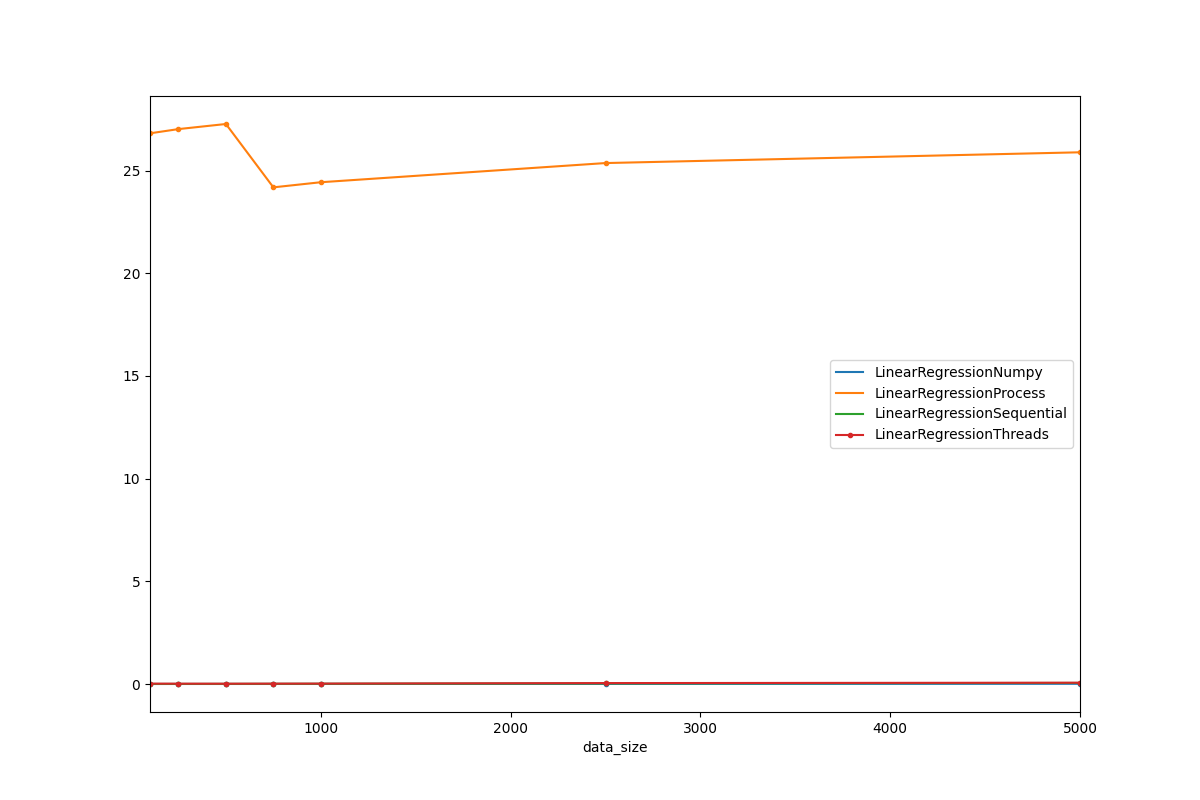 25
20
15
10
5
0
LinearRegressionNumpy
LinearRegressionProcess
LinearRegressionSequential
LinearRegressionThreads
1000 2000 3000 4000 5000
data_size